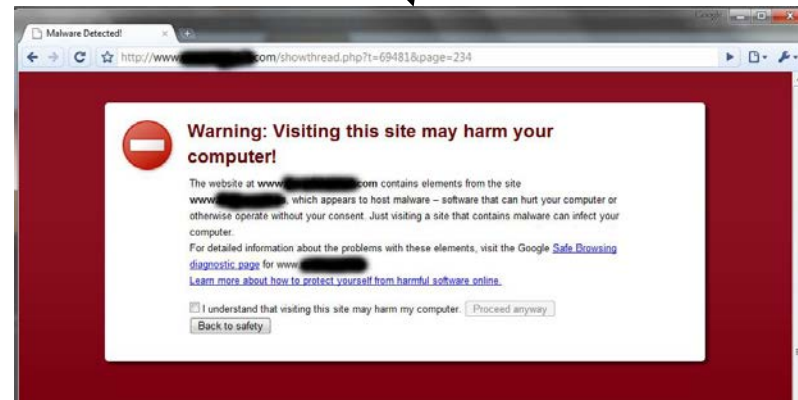 Google
Malware Detected!
http://www com/showthread.php?t=69481&page=234
Warning: Visiting this site may harm your
computer!
The website at www com contains elements from the site
www , which appears to host malware – software that can hurt your computer or
otherwise operate without your consent. Just visiting a site that contains malware can infect your
computer.
For detailed information about the problems with these elements, visit the Google Safe Browsing
diagnostic page for www.
Learn more about how to protect yourself from harmful software online.
I understand that visiting this site may harm my computer. Proceed anyway
Back to safety